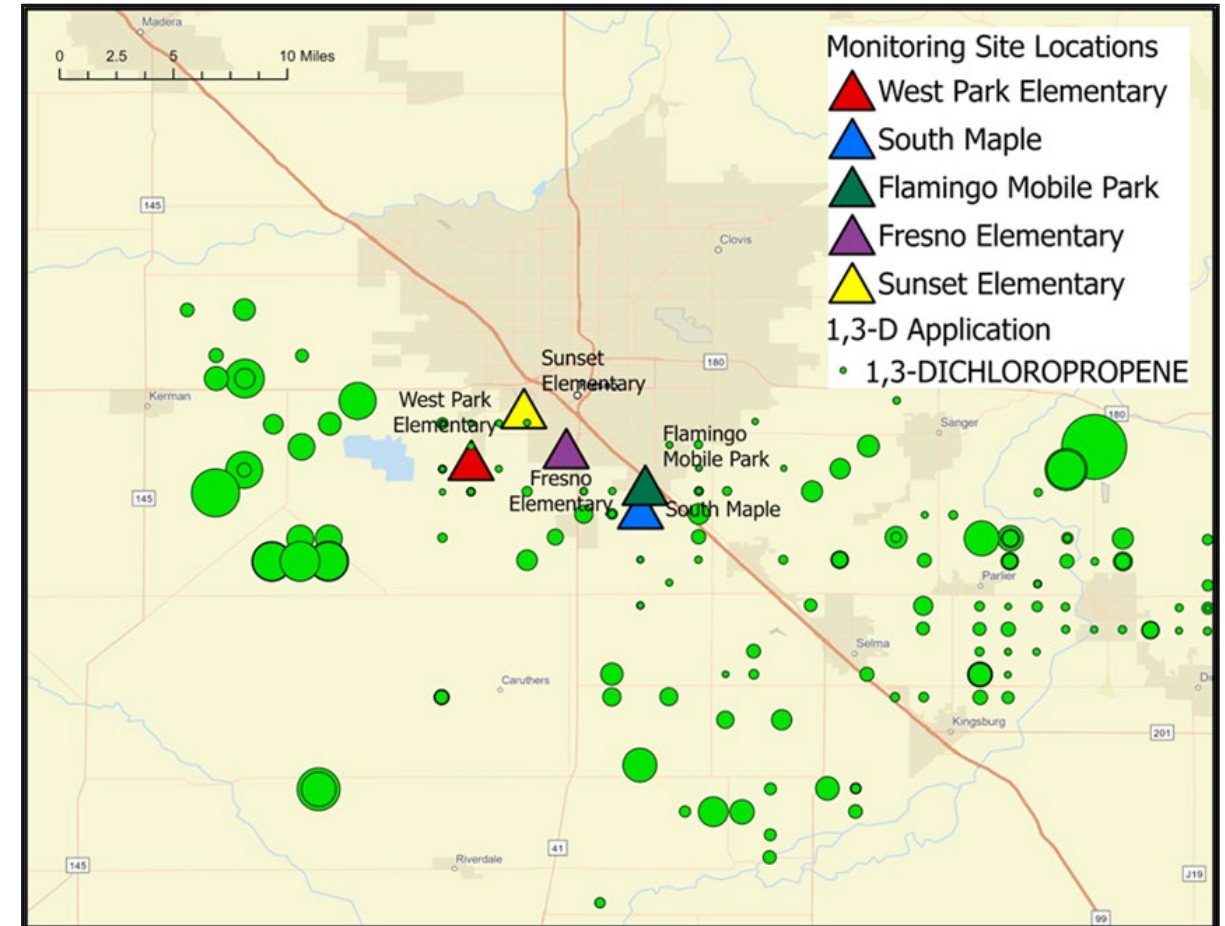 Madera
0 2.5 5 10 Miles
Monitoring Site Locations
West Park Elementary
South Maple
Flamingo Mobile Park
Fresno Elementary
Sunset Elementary
1,3-D Application
1,3-DICHLOROPROPENE
145
Clovis
180
Sunset
Elementary
Kerman
West Park
Elementary
180
Sanger
Flamingo
Mobile Park
Fresno
Elementary
145
South Maple
Parlier
Selma
Caruthers
Kingsburg
201
41
Riverdale
145
J19
99